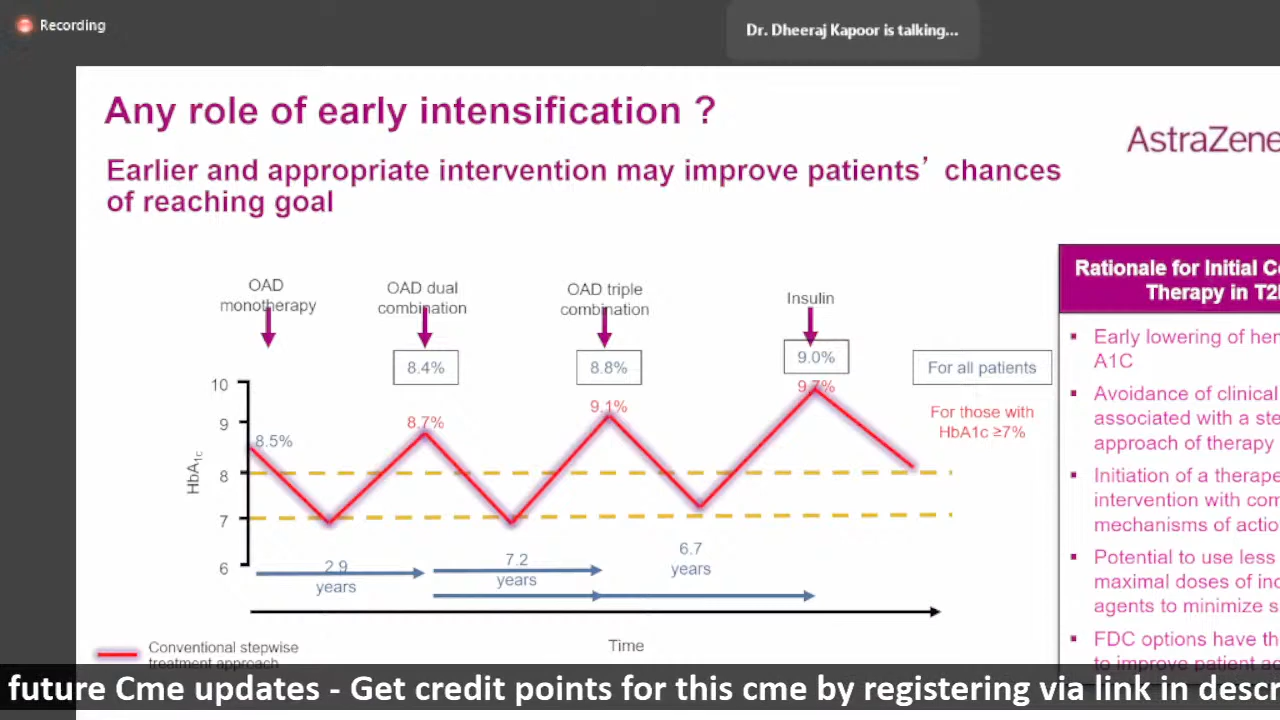 Recording
Dr. Dheeraj Kapoor is talking...
Any role of early intensification ?
AstraZene
Earlier and appropriate intervention may improve patients’ chances
of reaching goal
OAD
monotherapy
OAD dual
combination
OAD triple
combination
Insulin
8.4%
8.8%
9.0%
For all patients
10
9
8
7
6
HbA1c
8.5%
8.7%
9.1%
9.7%
For those with
HbA1c ≥7%
2.9
years
7.2
years
6.7
years
Time
Conventional stepwise
treatment approach
Rationale for Initial Co
Therapy in T2
▪ Early lowering of hen
A1C
▪ Avoidance of clinical
associated with a ste
approach of therapy
▪ Initiation of a therape
intervention with com
mechanisms of actio
▪ Potential to use less
maximal doses of inc
agents to minimize s
▪ FDC options have th
to improve patient ad
future Cme updates - Get credit points for this cme by registering via link in descr